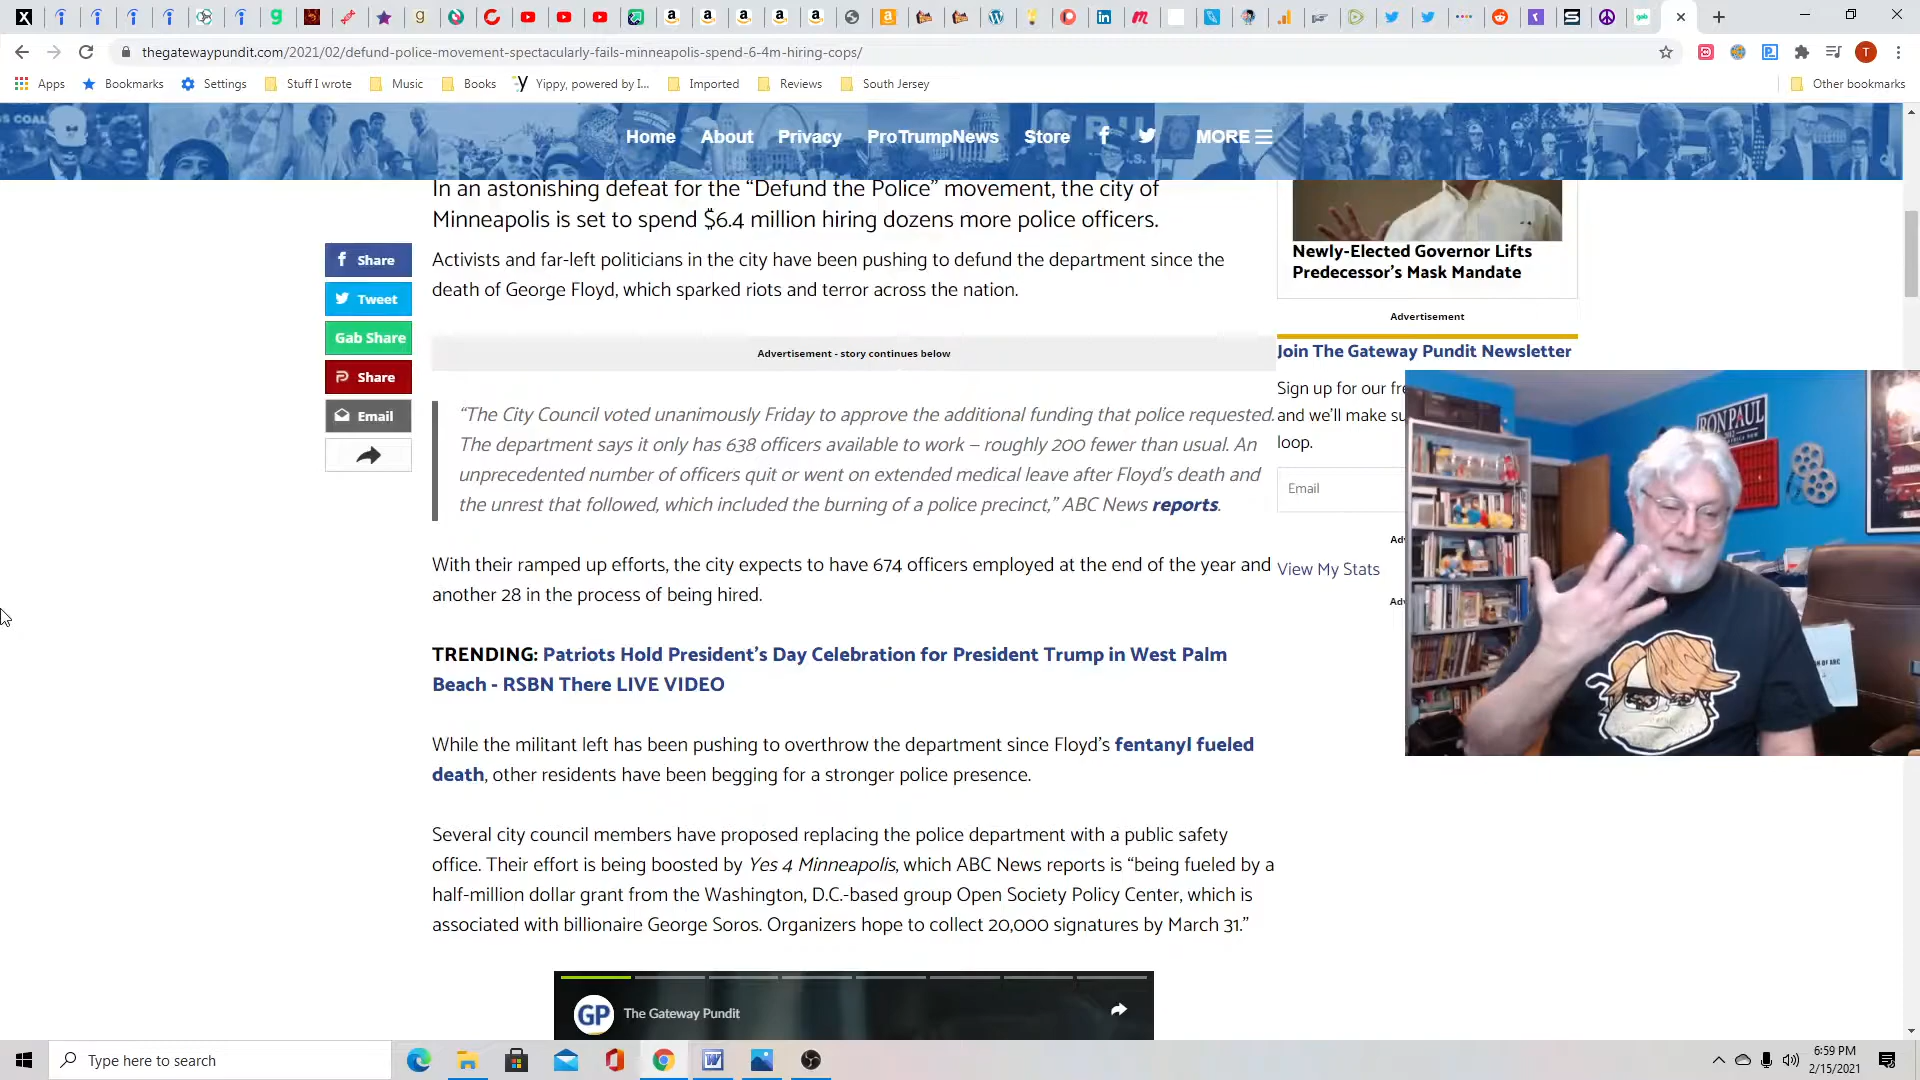 thegatewaypundit.com/2021/02/defund-police-movement-spectacularly-fails-minneapolis-spend-6-4m-hiring-cops/
T
Apps Bookmarks Settings Stuff I wrote Music Books Yippy, powered by I... Imported Reviews South Jersey Other bookmarks
S COAL
Home About Privacy ProTrumpNews Store MORE
In an astonishing defeat for the “Defund the Police” movement, the city of
Minneapolis is set to spend $6.4 million hiring dozens more police officers.
Share
Tweet
Gab Share
Share
Email
Activists and far-left politicians in the city have been pushing to defund the department since the
death of George Floyd, which sparked riots and terror across the nation.
Advertisement - story continues below
“The City Council voted unanimously Friday to approve the additional funding that police requested.
The department says it only has 638 officers available to work – roughly 200 fewer than usual. An
unprecedented number of officers quit or went on extended medical leave after Floyd’s death and
the unrest that followed, which included the burning of a police precinct,” ABC News reports.
With their ramped up efforts, the city expects to have 674 officers employed at the end of the year and
another 28 in the process of being hired.
TRENDING: Patriots Hold President’s Day Celebration for President Trump in West Palm
Beach - RSBN There LIVE VIDEO
While the militant left has been pushing to overthrow the department since Floyd’s fentanyl fueled
death, other residents have been begging for a stronger police presence.
Several city council members have proposed replacing the police department with a public safety
office. Their effort is being boosted by Yes 4 Minneapolis, which ABC News reports is “being fueled by a
half-million dollar grant from the Washington, D.C.-based group Open Society Policy Center, which is
associated with billionaire George Soros. Organizers hope to collect 20,000 signatures by March 31.”
GP The Gateway Pundit
Newly-Elected Governor Lifts
Predecessor’s Mask Mandate
Advertisement
Join The Gateway Pundit Newsletter
Sign up for our fre
and we’ll make su
loop.
Email
Ad
View My Stats
Ad
RON PAUL
Type here to search
6:59 PM
2/15/2021